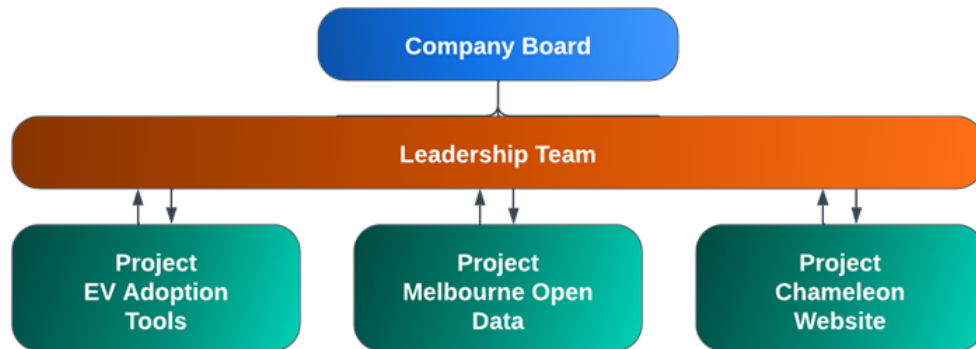 Company Board
Leadership Team
Project
EV Adoption
Tools
Project
Melbourne Open
Data
Project
Chameleon
Website